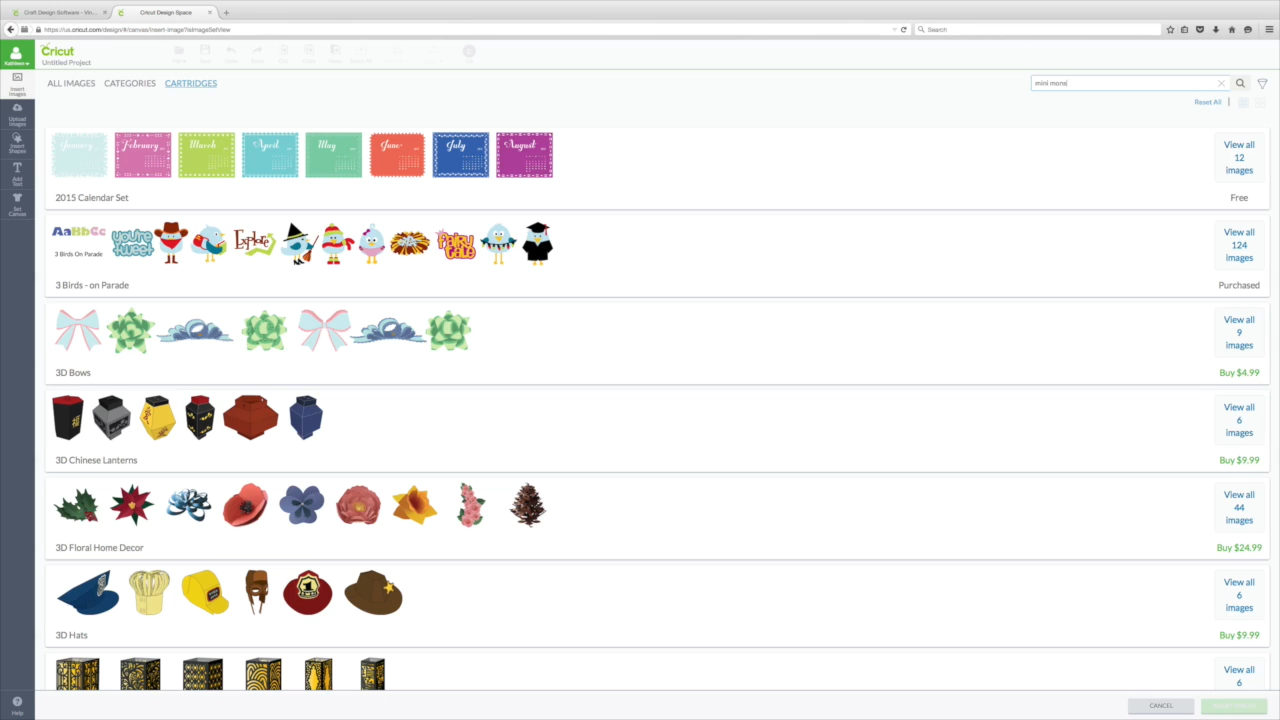 Craft Design Software - Vin...
Cricut Design Space
https://us.cricut.com/design/#/canvas/insert-image?isImageSetView
Search
Kathleen
Cricut
Untitled Project
Insert Images
Upload Images
Insert Shapes
Add Text
Set Canvas
Help
ALL IMAGES
CATEGORIES
CARTRIDGES
mini mons
Reset All
January
February
March
April
May
June
July
August
View all 12 images
2015 Calendar Set
Free
AaBbCc
3 Birds On Parade
you're tweet
Explore
Fairy Tale
View all 124 images
3 Birds - on Parade
Purchased
View all 9 images
3D Bows
Buy $4.99
福
View all 6 images
3D Chinese Lanterns
Buy $9.99
View all 44 images
3D Floral Home Decor
Buy $24.99
1
View all 6 images
3D Hats
Buy $9.99
View all 6
CANCEL